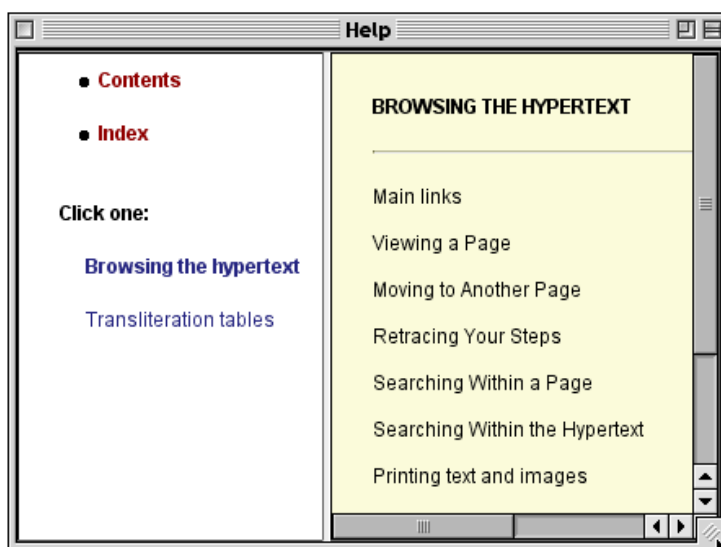 Help
Contents
Index
Click one:
Browsing the hypertext
Transliteration tables
BROWSING THE HYPERTEXT
Main links
Viewing a Page
Moving to Another Page
Retracing Your Steps
Searching Within a Page
Searching Within the Hypertext
Printing text and images